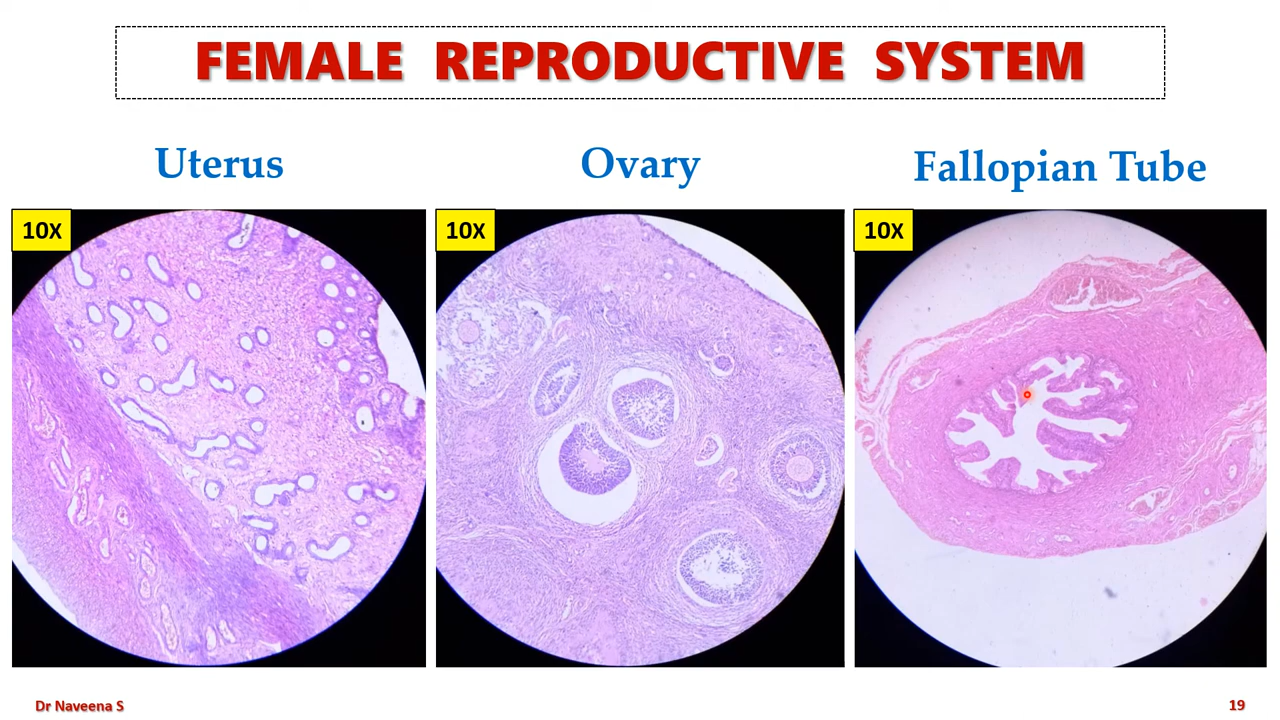 FEMALE REPRODUCTIVE SYSTEM
Uterus
Ovary
Fallopian Tube
10X
10X
10X
Dr Naveena S
19